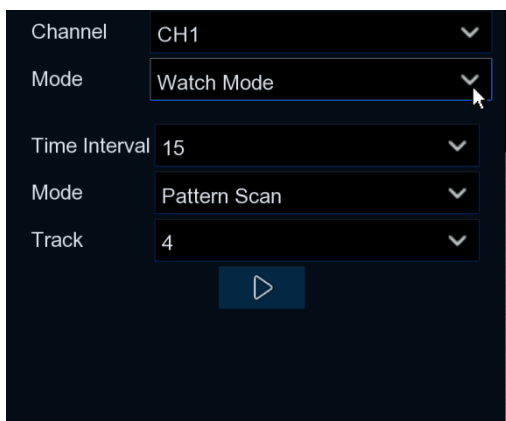 Channel CH1
Mode Watch Mode
Time Interval 15
Mode Pattern Scan
Track 4